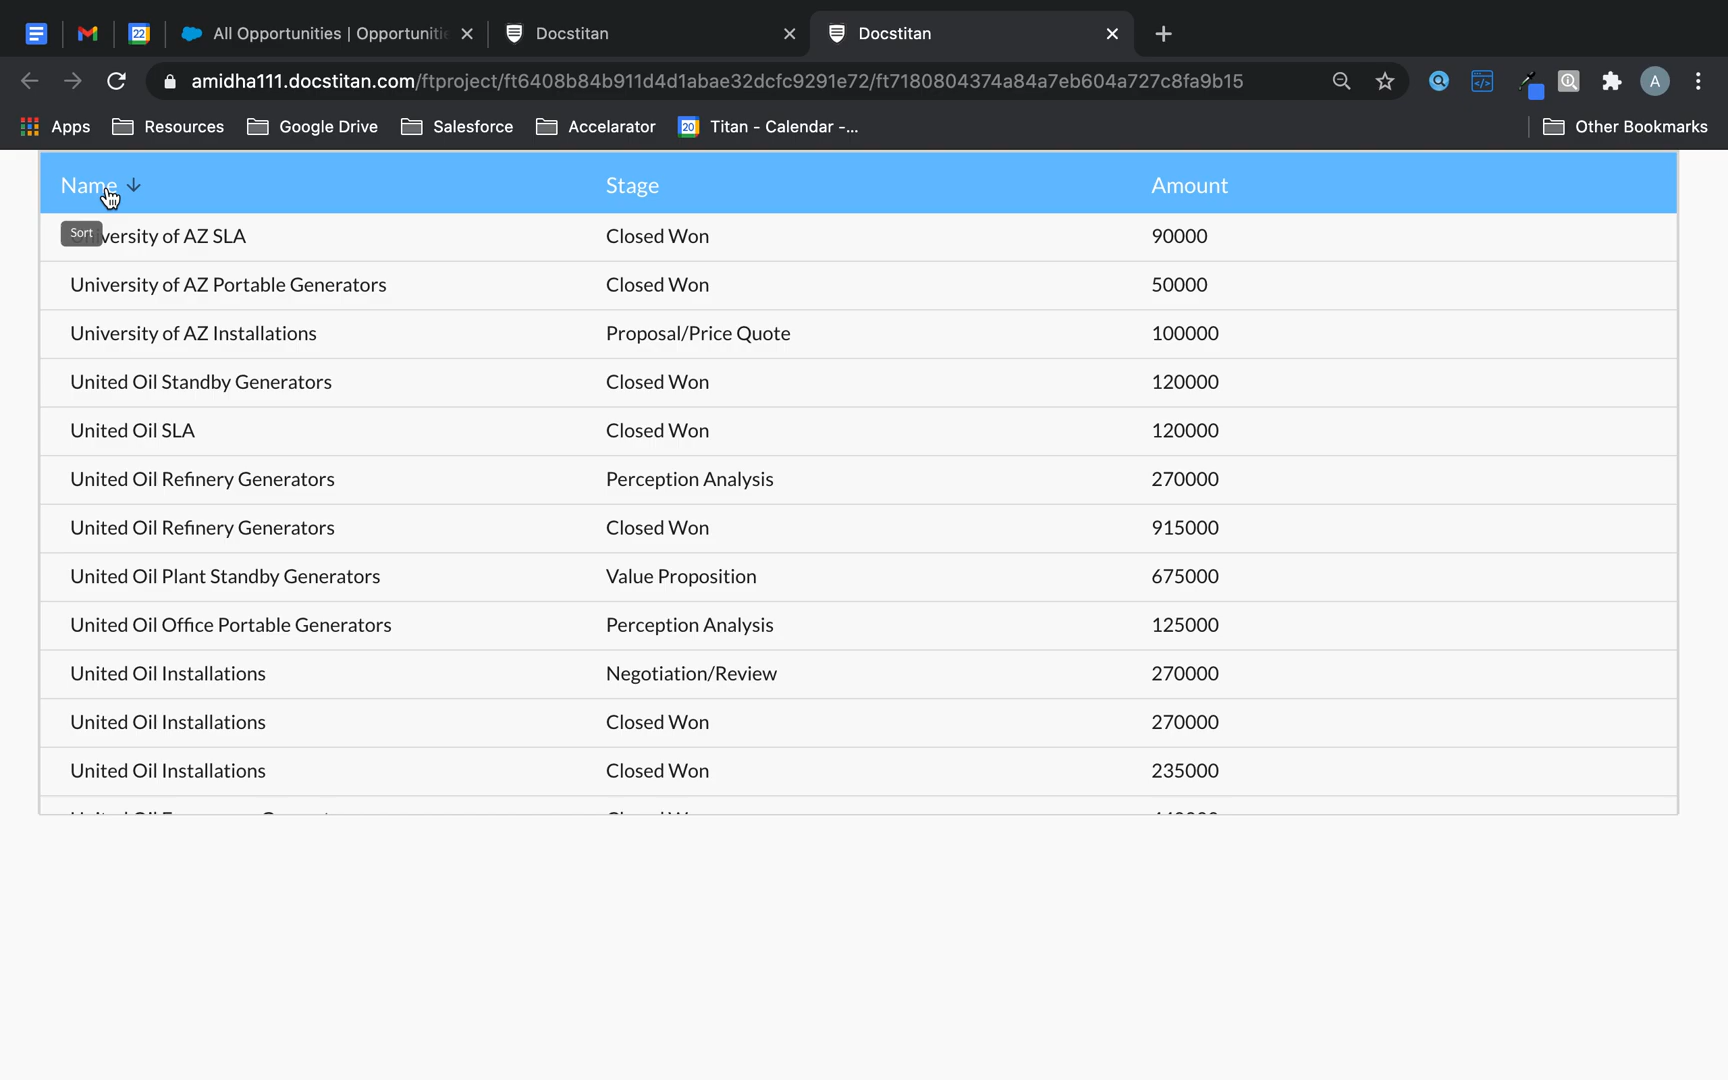 22
All Opportunities | Opportunitie
Docstitan
Docstitan
amidha111.docstitan.com/ftproject/ft6408b84b911d4d1abae32dcfc9291e72/ft7180804374a84a7eb604a727c8fa9b15
A
Apps
Resources
Google Drive
Salesforce
Accelarator
20
Titan - Calendar -...
Other Bookmarks
Name Stage Amount
Sort
University of AZ SLA Closed Won 90000
University of AZ Portable Generators Closed Won 50000
University of AZ Installations Proposal/Price Quote 100000
United Oil Standby Generators Closed Won 120000
United Oil SLA Closed Won 120000
United Oil Refinery Generators Perception Analysis 270000
United Oil Refinery Generators Closed Won 915000
United Oil Plant Standby Generators Value Proposition 675000
United Oil Office Portable Generators Perception Analysis 125000
United Oil Installations Negotiation/Review 270000
United Oil Installations Closed Won 270000
United Oil Installations Closed Won 235000